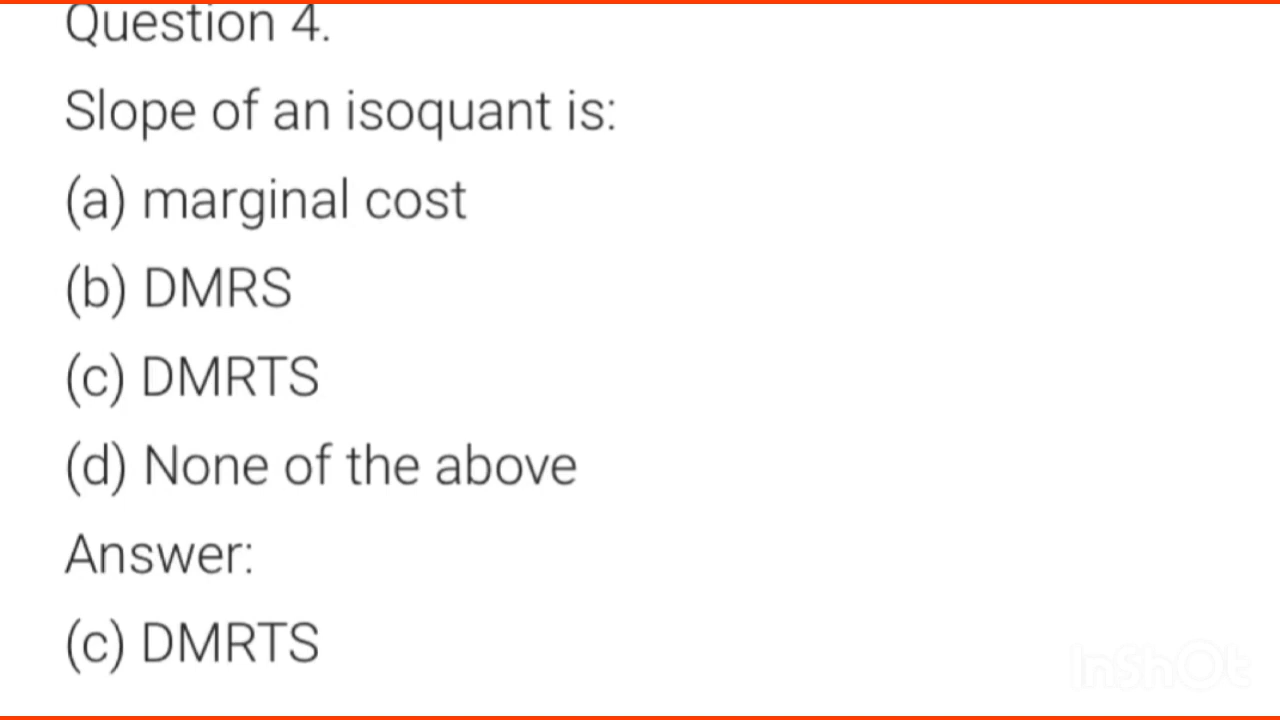 Question 4.
Slope of an isoquant is:
(a) marginal cost
(b) DMRS
(c) DMRTS
(d) None of the above
Answer:
(c) DMRTS
InShOt